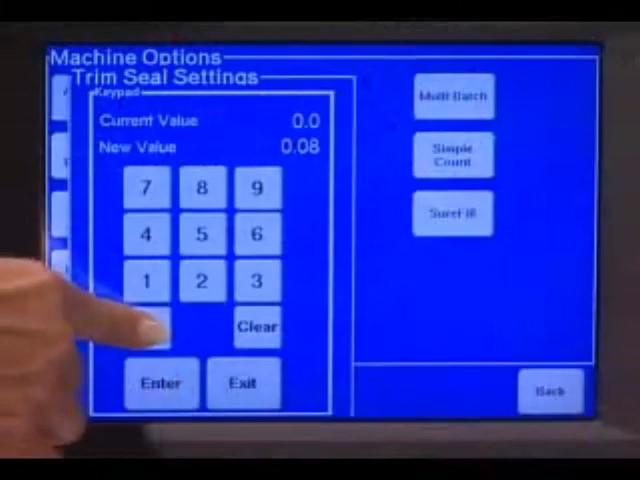 Machine Options
Trim Seal Settings
Keypad
Current Value 0.0
New Value 0.08
7 8 9
4 5 6
1 2 3
Clear
Enter Exit
Multi Batch
Simple
Count
Back